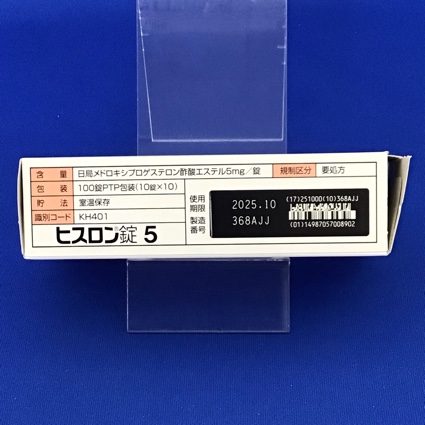 含量 日局メドロキシプロゲステロン酢酸エステル5mg/錠 規制区分 要処方
包装 100錠PTP包装(10錠×10)
貯法 室温保存
識別コード KH401
ヒスロン®錠 5
使用期限 2025.10
製造番号 368AJJ
(17)251000(10)368AJJ
(01)14987057008902